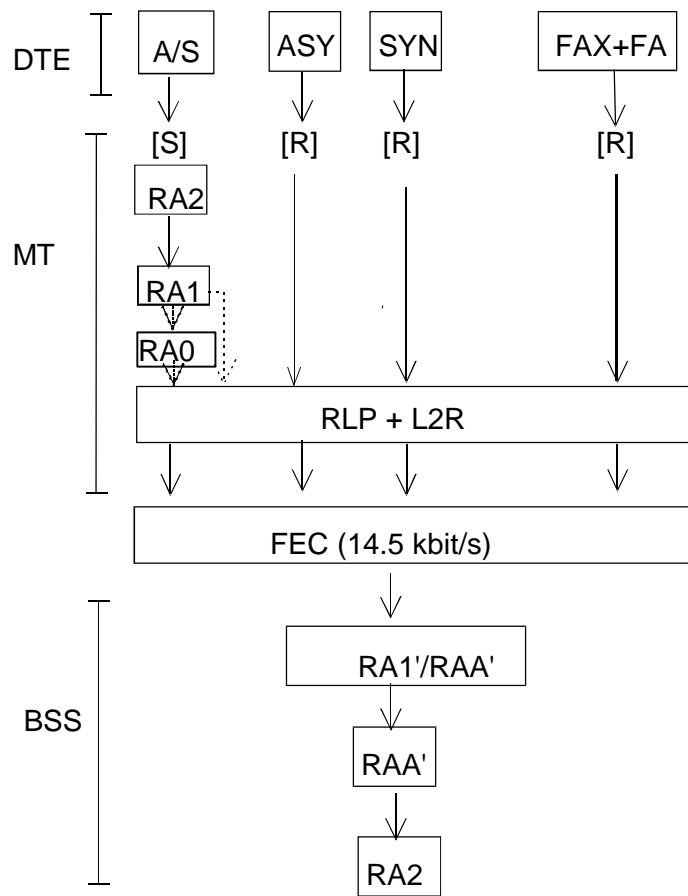 DTE A/S ASY SYN FAX+FA
[S] [R] [R] [R]
RA2
MT
RA1
RA0
RLP + L2R
FEC (14.5 kbit/s)
RA1'/RAA'
BSS
RAA'
RA2